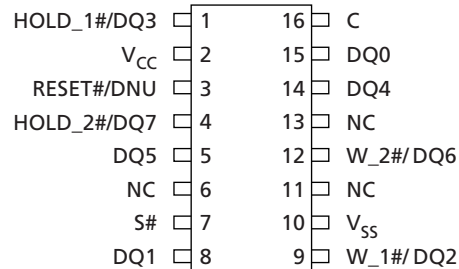 HOLD_1#/DQ3 1 16 C
VCC 2 15 DQ0
RESET#/DNU 3 14 DQ4
HOLD_2#/DQ7 4 13 NC
DQ5 5 12 W_2#/DQ6
NC 6 11 NC
S# 7 10 VSS
DQ1 8 9 W_1#/DQ2